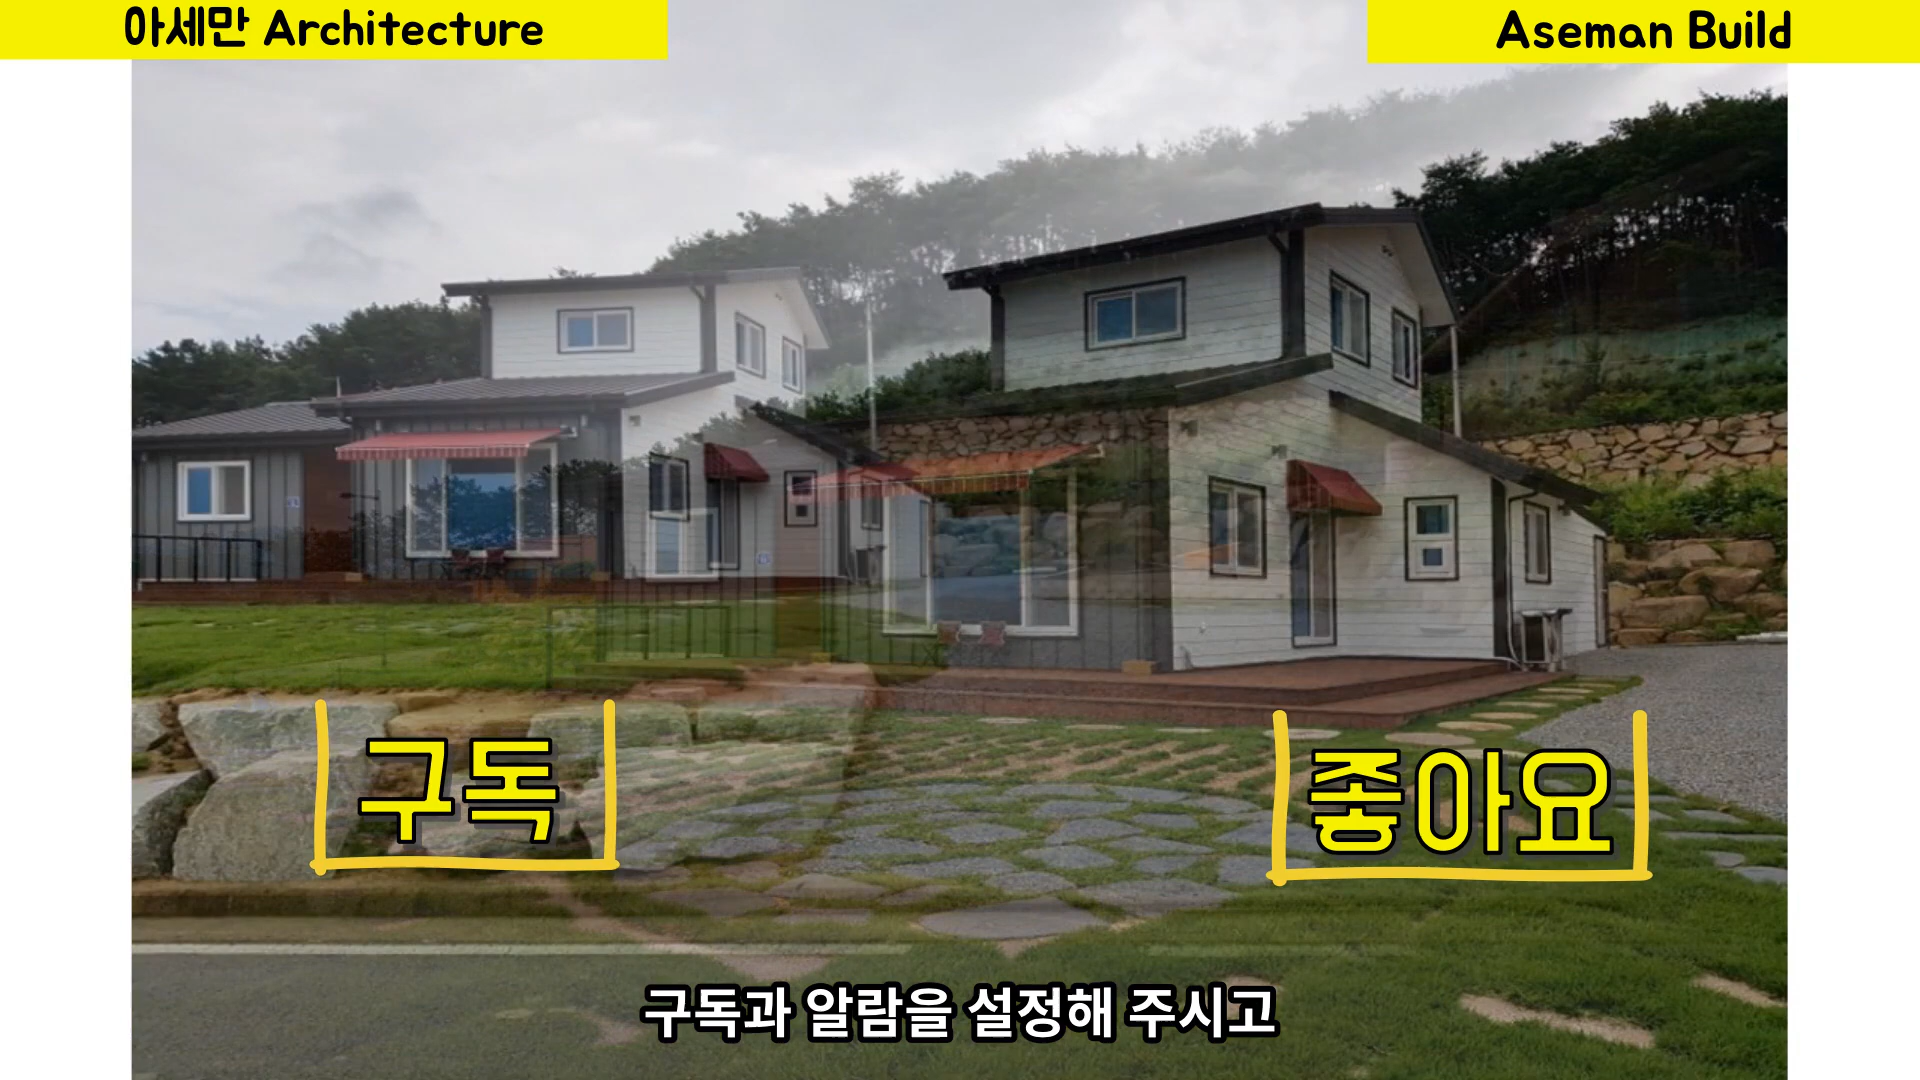 아세만 Architecture
Aseman Build
구독
좋아요
구독과 알람을 설정해 주시고